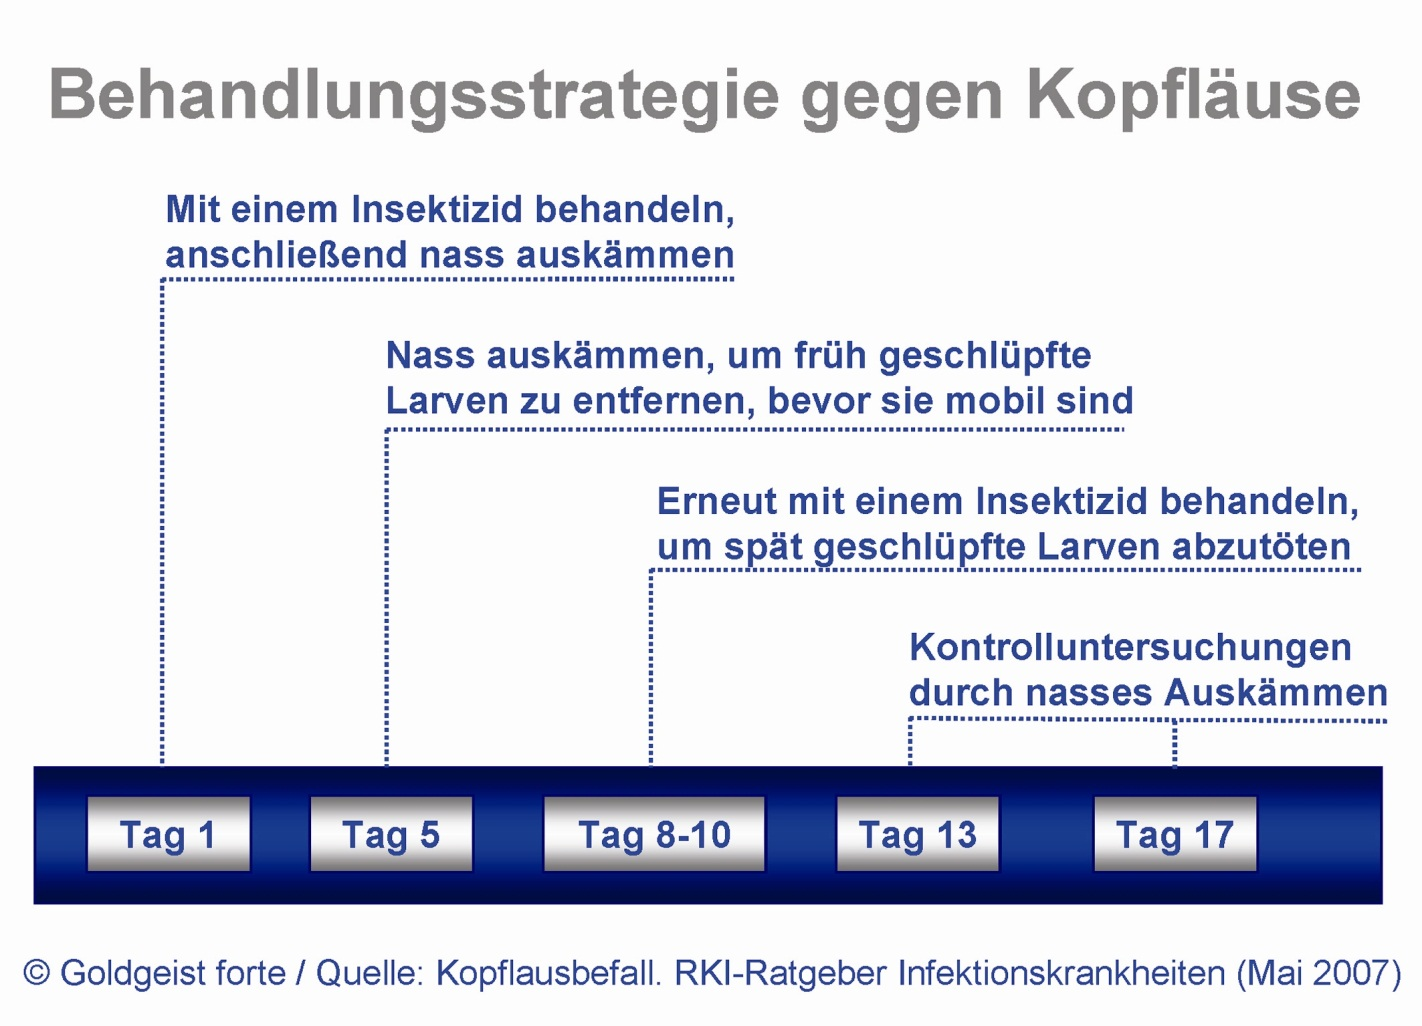 Behandlungsstrategie gegen Kopfläuse
Mit einem Insektizid behandeln,
anschließend nass auskämmen
Nass auskämmen, um früh geschlüpfte
Larven zu entfernen, bevor sie mobil sind
Erneut mit einem Insektizid behandeln,
um spät geschlüpfte Larven abzutöten
Kontrolluntersuchungen
durch nasses Auskämmen
Tag 1
Tag 5
Tag 8-10
Tag 13
Tag 17
© Goldgeist forte / Quelle: Kopflausbefall. RKI-Ratgeber Infektionskrankheiten (Mai 2007)